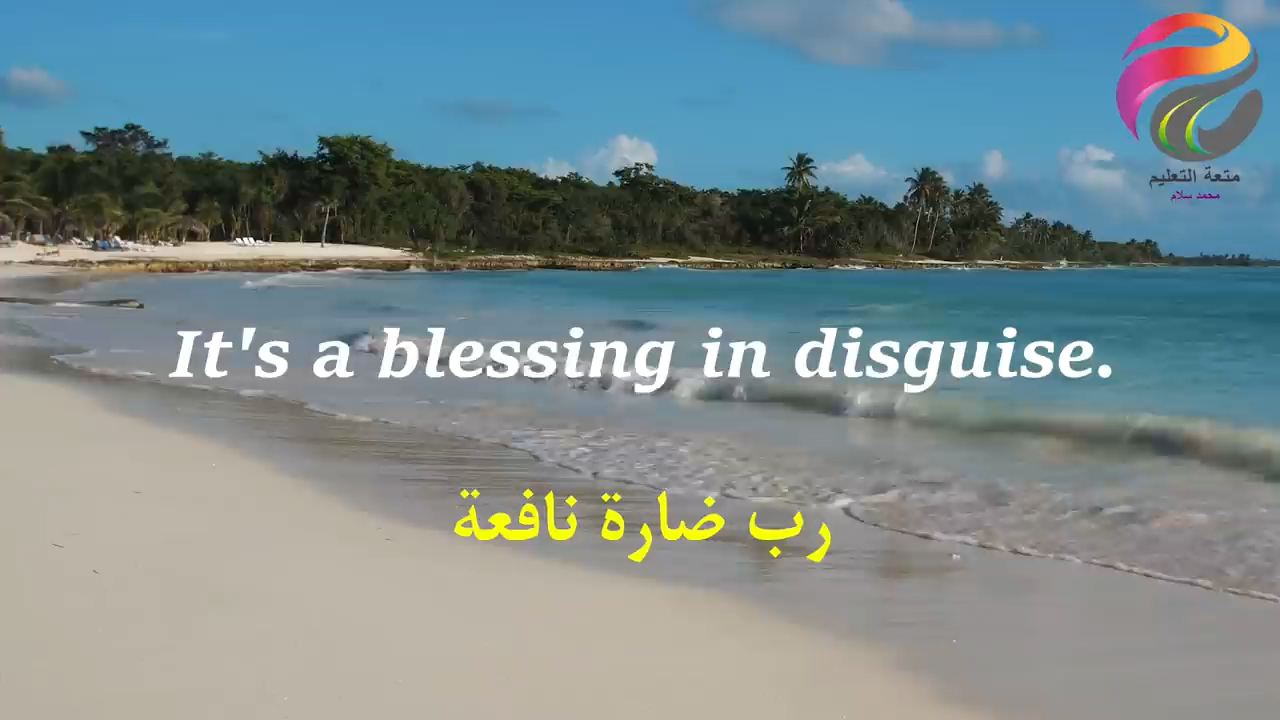 متعة التعليم
محمد سلام
It's a blessing in disguise.
رب ضارة نافعة